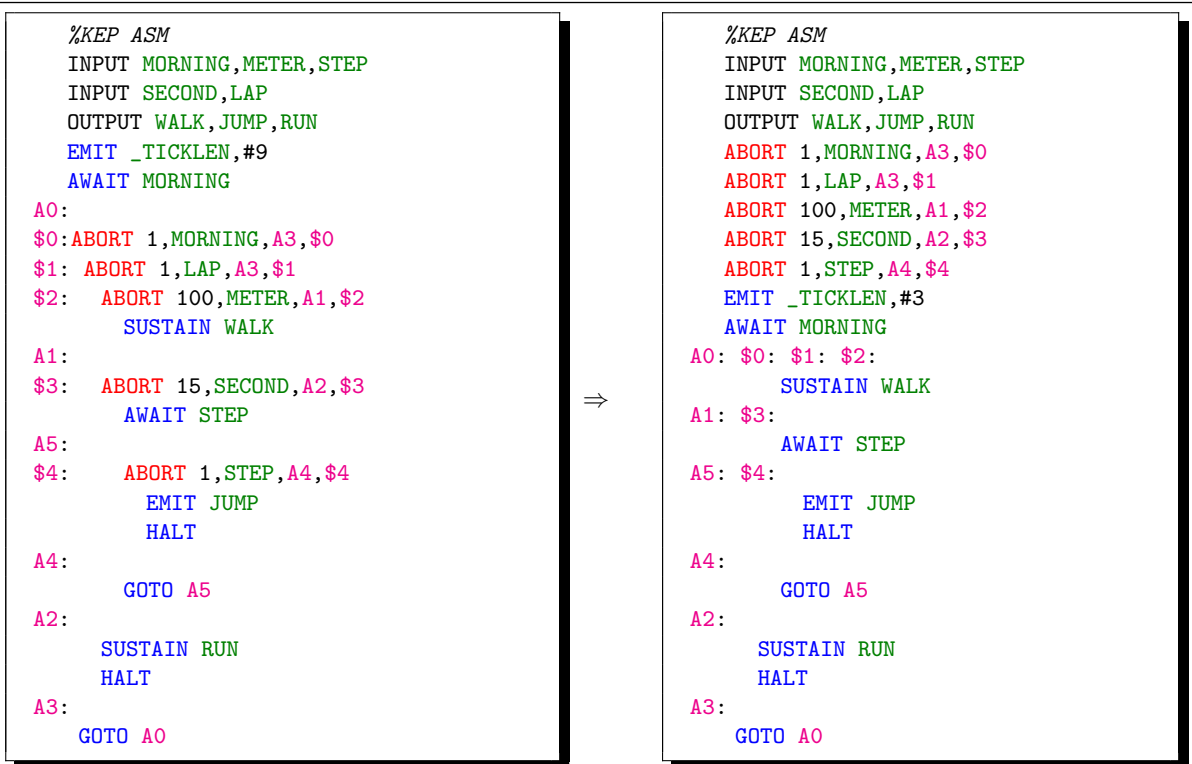 %KEP ASM
INPUT MORNING,METER,STEP
INPUT SECOND,LAP
OUTPUT WALK,JUMP,RUN
EMIT _TICKLEN,#9
AWAIT MORNING
A0:
$0:ABORT 1,MORNING,A3,$0
$1: ABORT 1,LAP,A3,$1
$2: ABORT 100,METER,A1,$2
SUSTAIN WALK
A1:
$3: ABORT 15,SECOND,A2,$3
AWAIT STEP
A5:
$4: ABORT 1,STEP,A4,$4
EMIT JUMP
HALT
A4:
GOTO A5
A2:
SUSTAIN RUN
HALT
A3:
GOTO A0
⇒
%KEP ASM
INPUT MORNING,METER,STEP
INPUT SECOND,LAP
OUTPUT WALK,JUMP,RUN
ABORT 1,MORNING,A3,$0
ABORT 1,LAP,A3,$1
ABORT 100,METER,A1,$2
ABORT 15,SECOND,A2,$3
ABORT 1,STEP,A4,$4
EMIT _TICKLEN,#3
AWAIT MORNING
A0: $0: $1: $2:
SUSTAIN WALK
A1: $3:
AWAIT STEP
A5: $4:
EMIT JUMP
HALT
A4:
GOTO A5
A2:
SUSTAIN RUN
HALT
A3:
GOTO A0